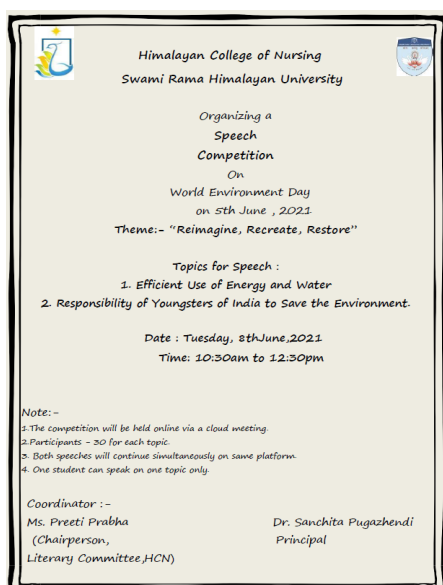 Himalayan College of Nursing
Swami Rama Himalayan University
Organizing a
Speech
Competition
On
World Environment Day
on 5th June , 2021
Theme:- "Reimagine, Recreate, Restore"
Topics for Speech :
1. Efficient Use of Energy and Water
2. Responsibility of Youngsters of India to Save the Environment.
Date : Tuesday, 8thJune,2021
Time: 10:30am to 12:30pm
Note:-
1.The competition will be held online via a cloud meeting.
2.Participants - 30 for each topic.
3. Both speeches will continue simultaneously on same platform.
4. One student can speak on one topic only.
Coordinator :-
Ms. Preeti Prabha Dr. Sanchita Pugazhendi
(Chairperson, Principal
Literary Committee,HCN)